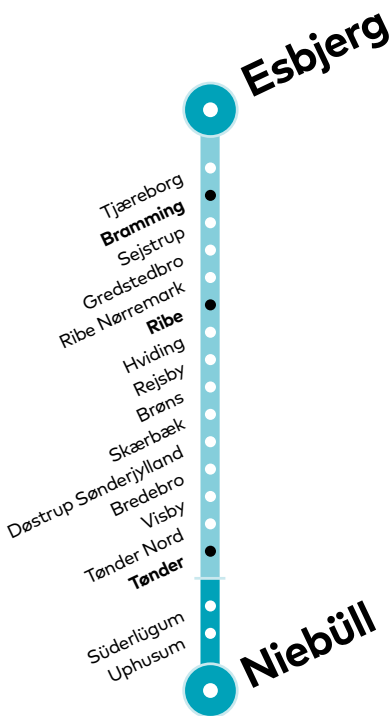 Esbjerg
Tjæreborg
Bramming
Sejstrup
Gredstedbro
Ribe Nørremark
Ribe
Hviding
Rejsby
Brøns
Skærbæk
Døstrup Sønderjylland
Bredebro
Visby
Tønder Nord
Tønder
Süderlügum
Uphusum
Niebüll